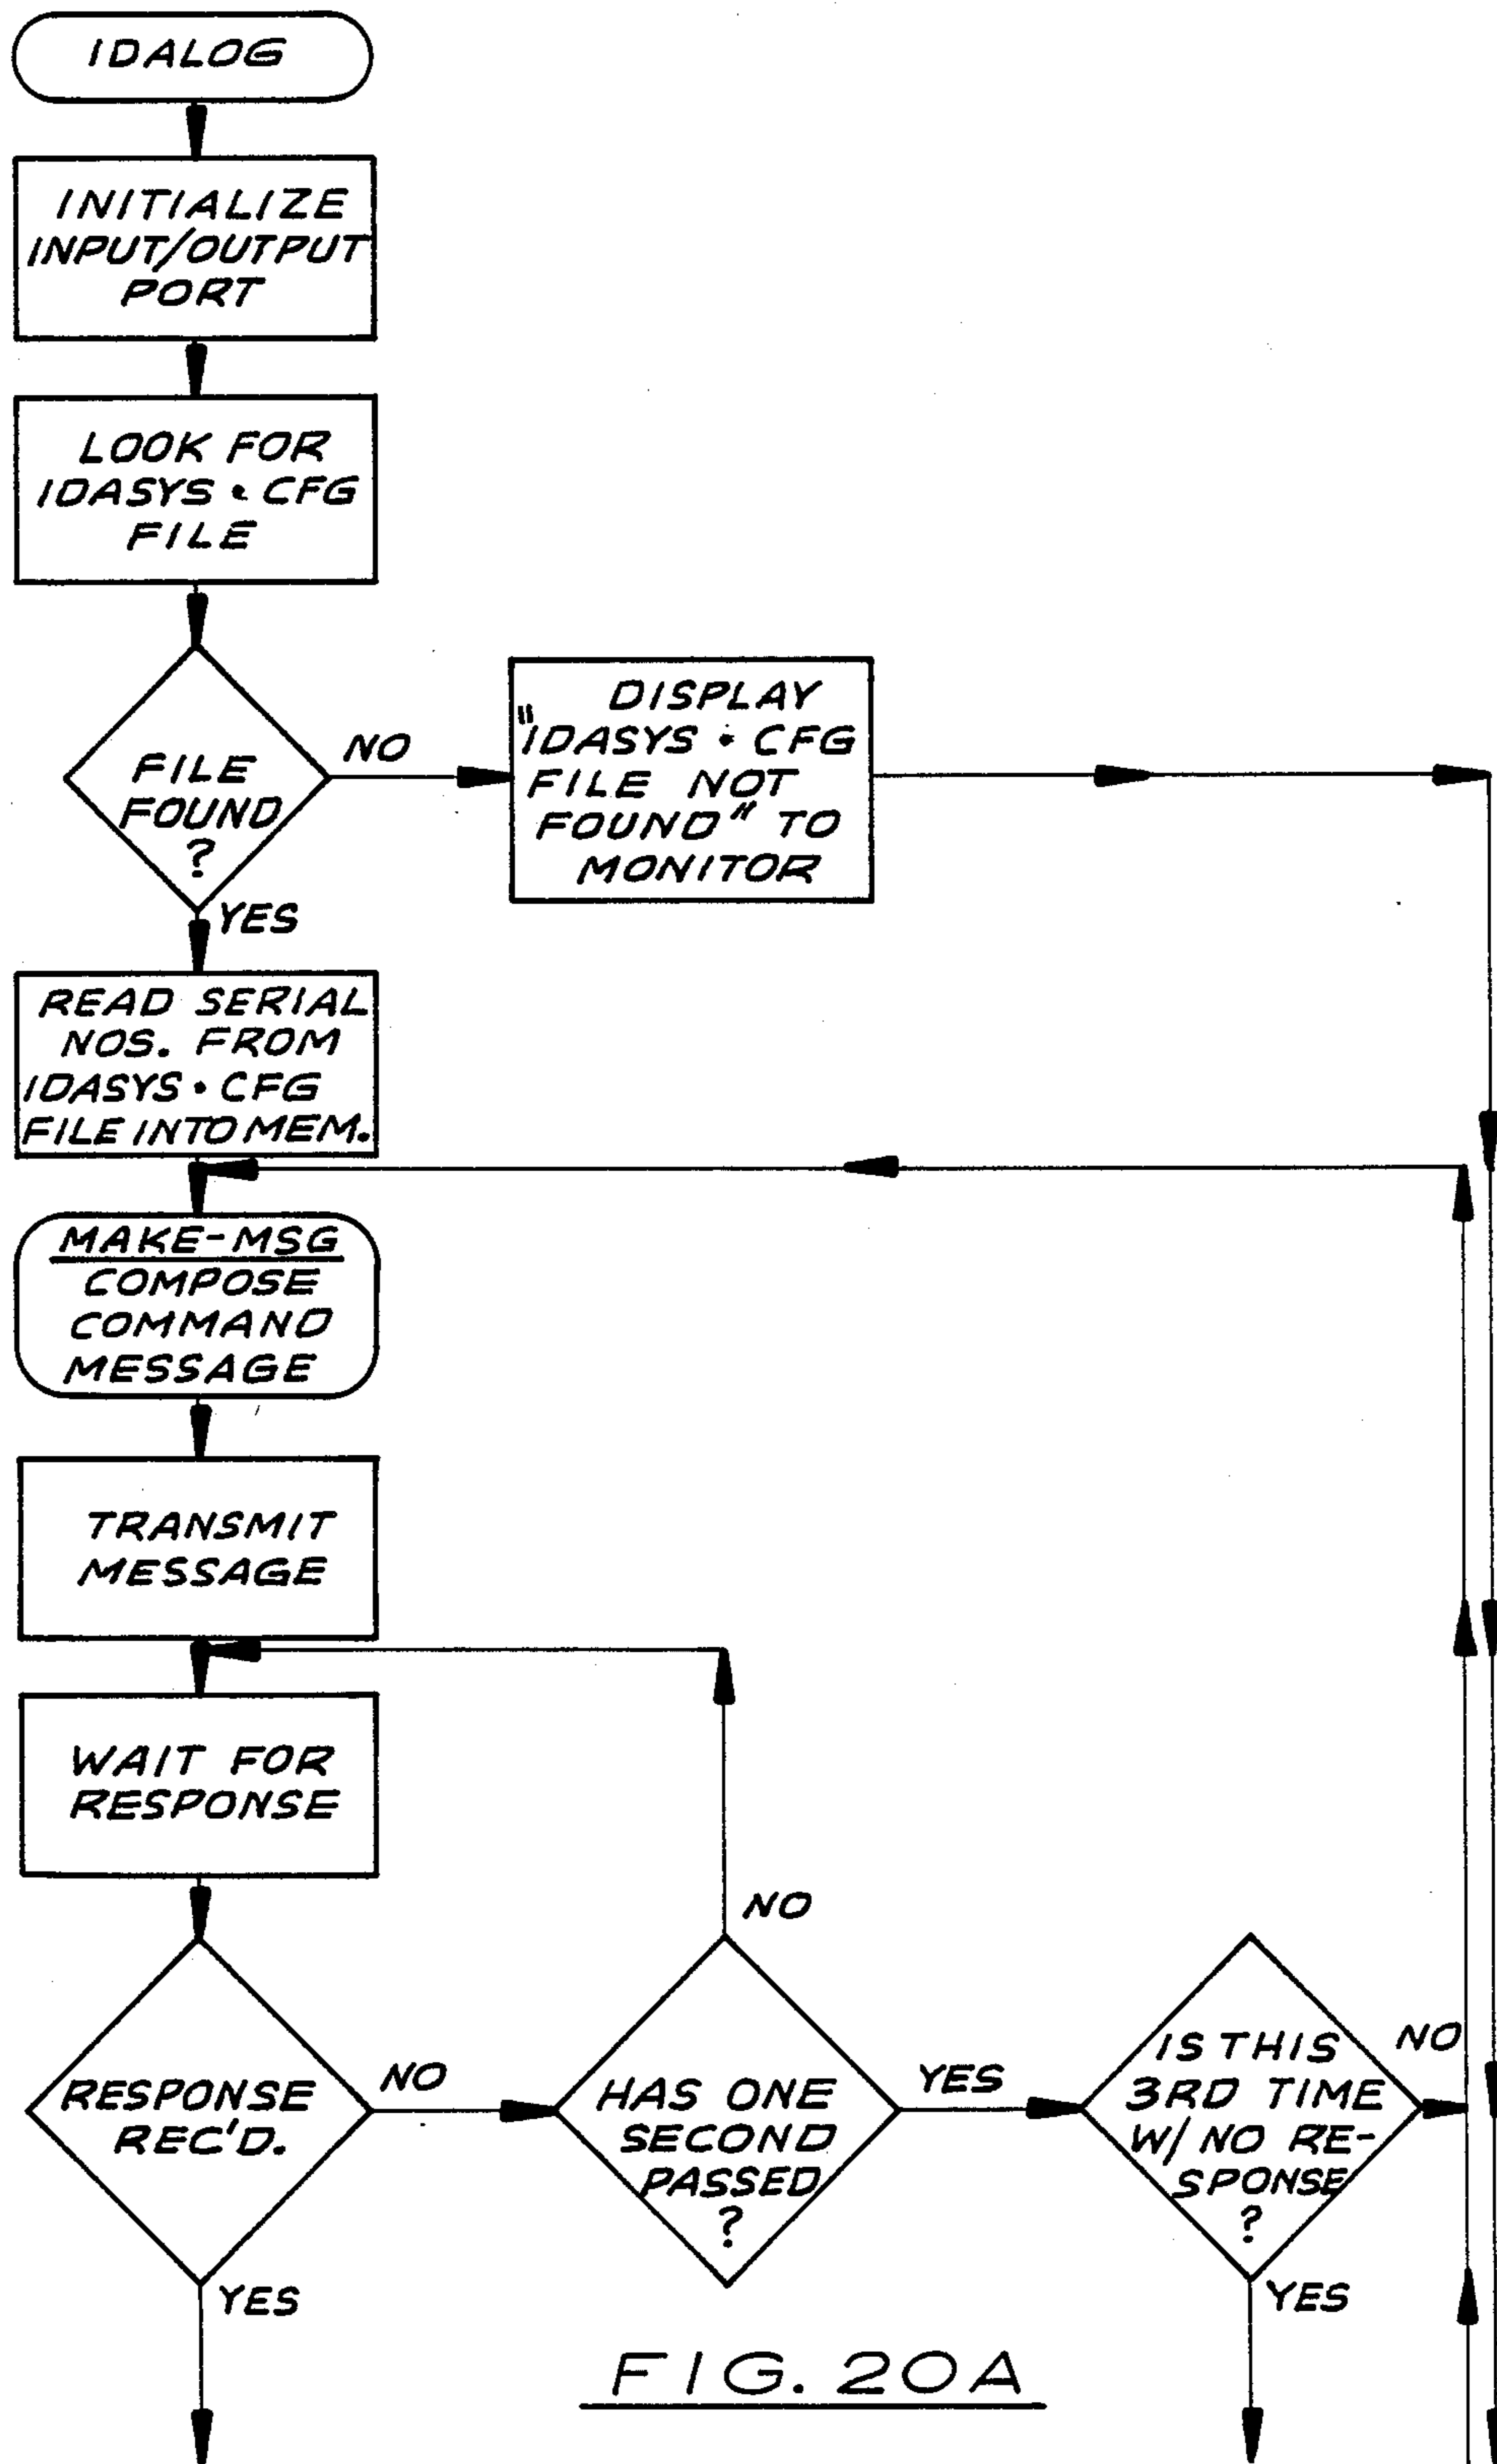 IDALOG
INITIALIZE
INPUT/OUTPUT
PORT
LOOK FOR
IDASYS • CFG
FILE
FILE
FOUND
?
NO
DISPLAY
"IDASYS • CFG
FILE NOT
FOUND" TO
MONITOR
YES
READ SERIAL
NOS. FROM
IDASYS • CFG
FILE INTO MEM.
MAKE-MSG
COMPOSE
COMMAND
MESSAGE
TRANSMIT
MESSAGE
WAIT FOR
RESPONSE
RESPONSE
REC'D.
NO
YES
HAS ONE
SECOND
PASSED
?
NO
YES
IS THIS
3RD TIME
W/ NO RE-
SPONSE
?
NO
YES
FIG. 20A